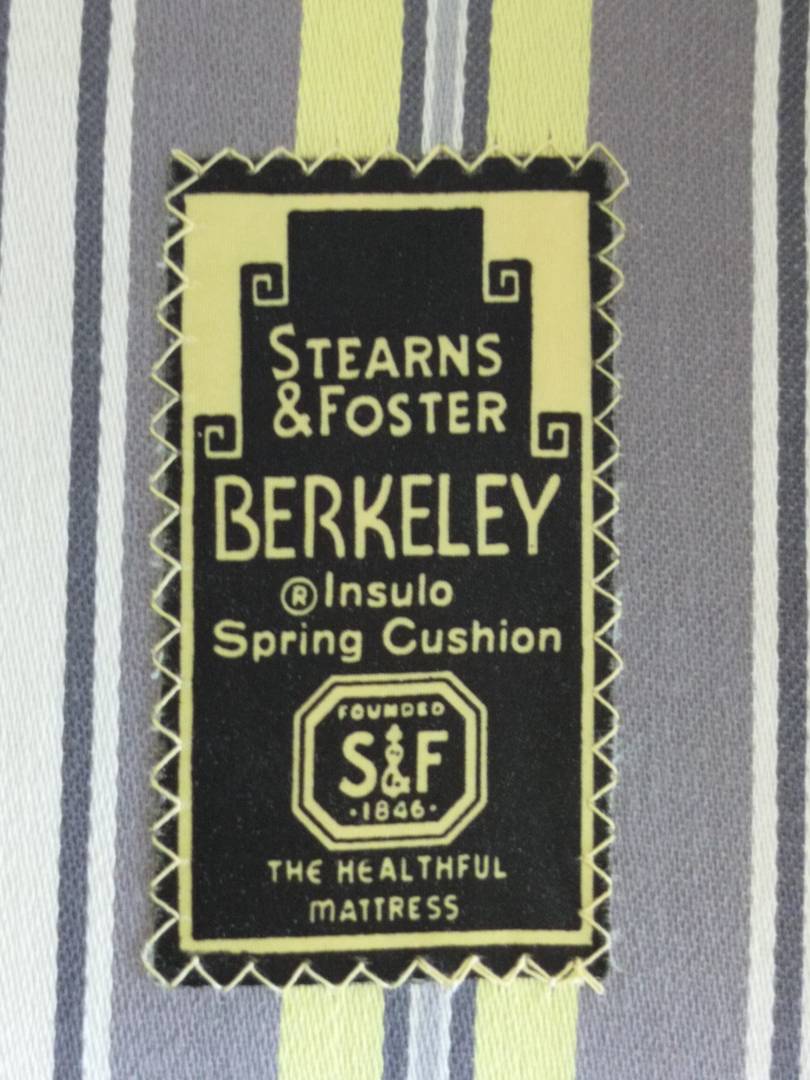 STEARNS
& FOSTER
BERKELEY
® Insulo
Spring Cushion
FOUNDED
S&F
·1846·
THE HEALTHFUL
MATTRESS